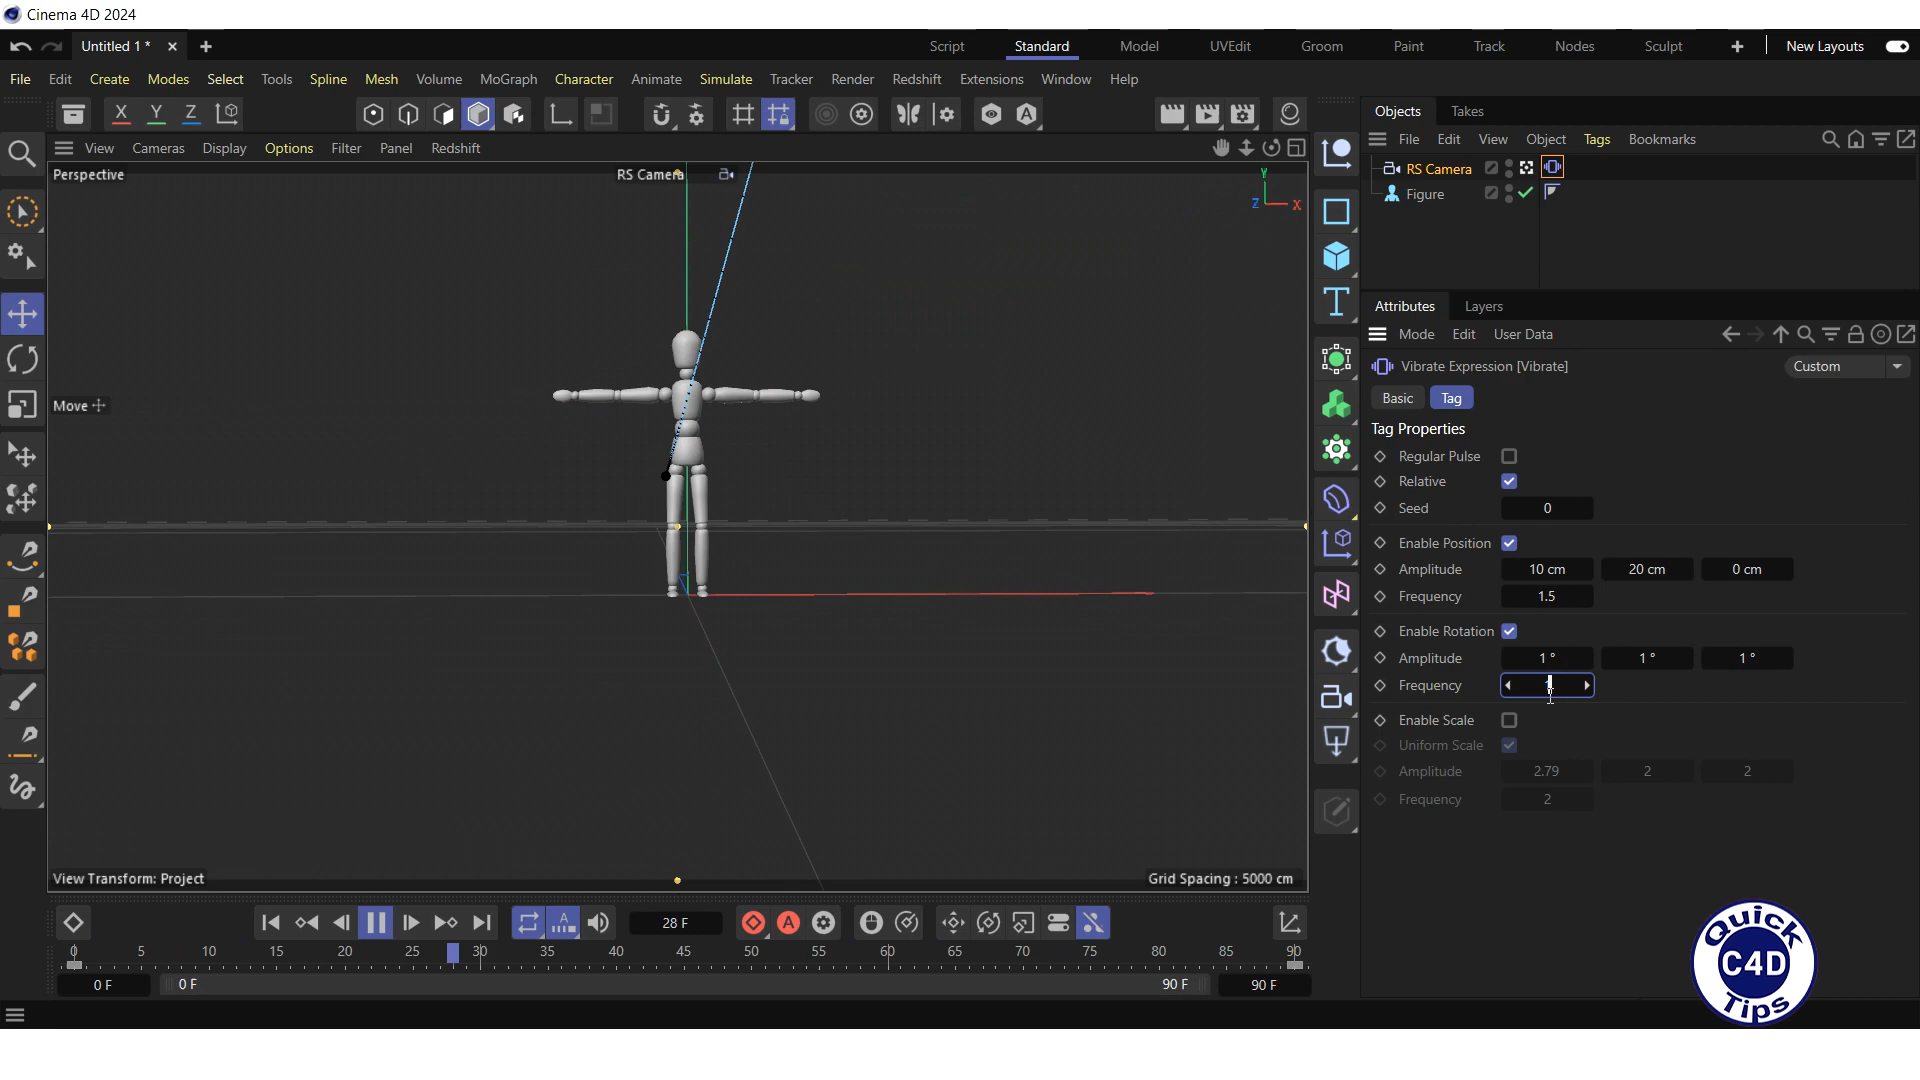 Cinema 4D 2024
Untitled 1 *
Script Standard Model UVEdit Groom Paint Track Nodes Sculpt New Layouts
File Edit Create Modes Select Tools Spline Mesh Volume MoGraph Character Animate Simulate Tracker Render Redshift Extensions Window Help
X Y Z
View Cameras Display Options Filter Panel Redshift
Perspective
RS Camera
Y
Z X
Move
View Transform: Project
Grid Spacing : 5000 cm
Objects Takes
File Edit View Object Tags Bookmarks
RS Camera
Figure
Attributes Layers
Mode Edit User Data
Vibrate Expression [Vibrate]
Custom
Basic Tag
Tag Properties
Regular Pulse
Relative
Seed 0
Enable Position
Amplitude 10 cm 20 cm 0 cm
Frequency 1.5
Enable Rotation
Amplitude 1 ° 1 ° 1 °
Frequency
Enable Scale
Uniform Scale
Amplitude 2.79 2 2
Frequency 2
28 F
0 5 10 15 20 25 30 35 40 45 50 55 60 65 70 75 80 85 90
0 F 0 F 90 F 90 F
Quick
C4D
Tips